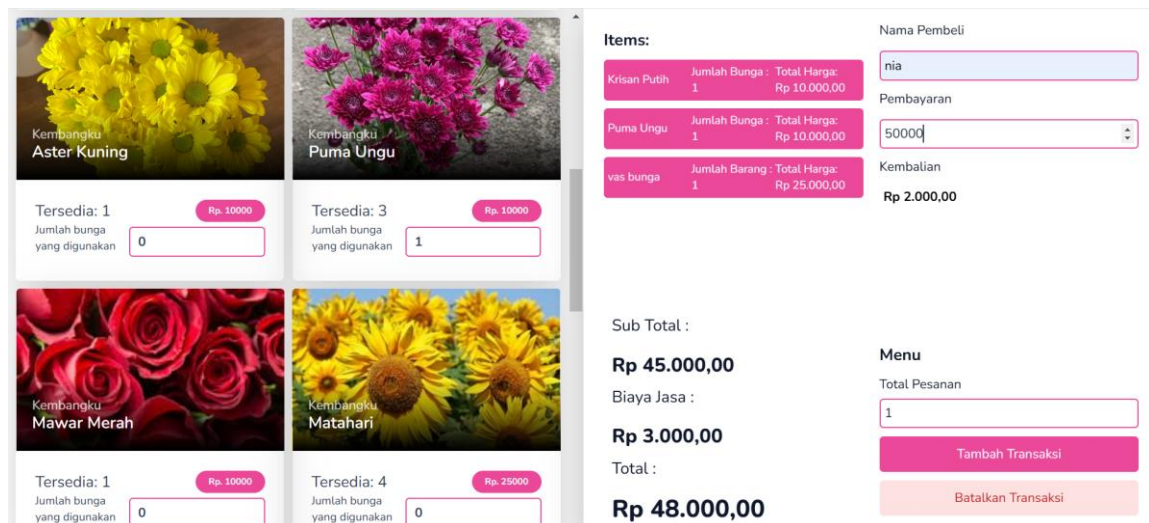 Kembangku
Aster Kuning
Tersedia: 1
Rp. 10000
Jumlah bunga
yang digunakan
0
Kembangku
Puma Ungu
Tersedia: 3
Rp. 10000
Jumlah bunga
yang digunakan
1
Kembangku
Mawar Merah
Tersedia: 1
Rp. 10000
Jumlah bunga
yang digunakan
0
Kembangku
Matahari
Tersedia: 4
Rp. 25000
Jumlah bunga
yang digunakan
0
Items:
Krisan Putih
Jumlah Bunga :
1
Total Harga:
Rp 10.000,00
Puma Ungu
Jumlah Bunga :
1
Total Harga:
Rp 10.000,00
vas bunga
Jumlah Barang :
1
Total Harga:
Rp 25.000,00
Sub Total :
Rp 45.000,00
Biaya Jasa :
Rp 3.000,00
Total :
Rp 48.000,00
Nama Pembeli
nia
Pembayaran
50000
Kembalian
Rp 2.000,00
Menu
Total Pesanan
1
Tambah Transaksi
Batalkan Transaksi